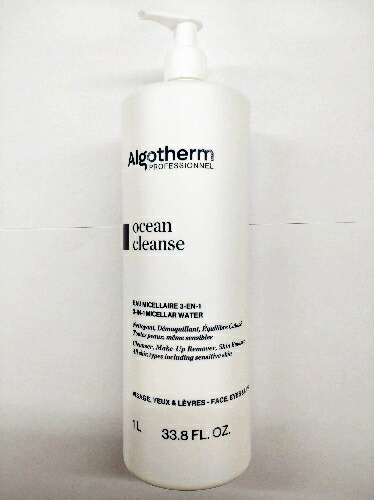 Algotherm
PROFESSIONNEL
ocean
cleanse
EAU MICELLAIRE 3-EN-1
3-IN-1 MICELLAR WATER
Nettoyant, Démaquillant, Équilibre Cutané
Toutes peaux, même sensibles
Cleanser, Make-Up Remover, Skin
All skin types including sensitive skin
VISAGE, YEUX & LÈVRES - FACE, EYES &
1L 33.8 FL. OZ.